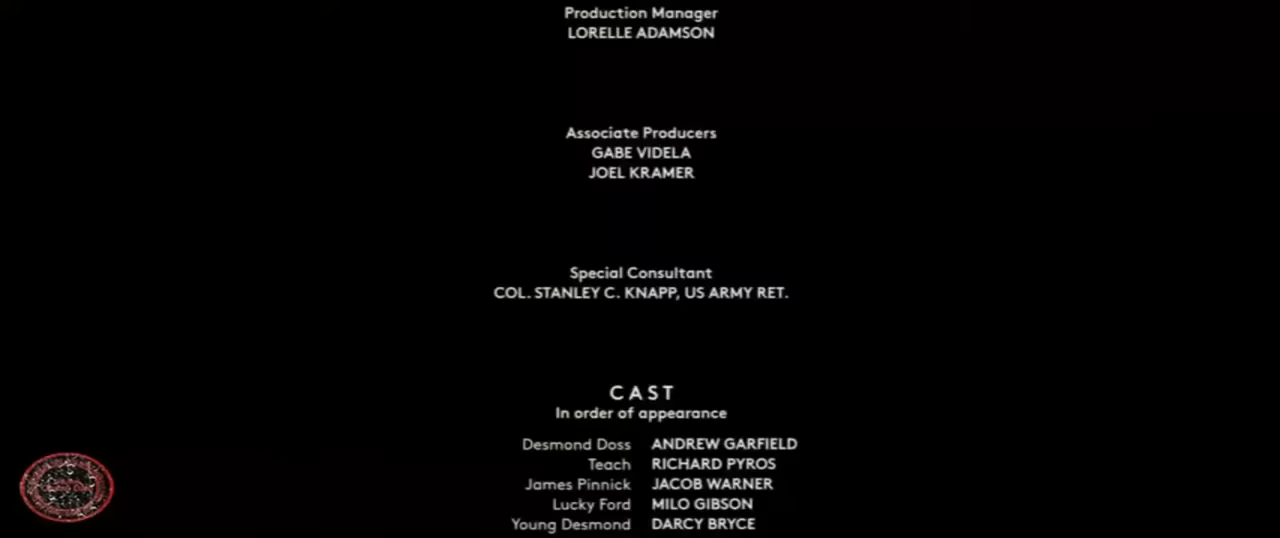 Production Manager
LORELLE ADAMSON
Associate Producers
GABE VIDELA
JOEL KRAMER
Special Consultant
COL. STANLEY C. KNAPP, US ARMY RET.
CAST
In order of appearance
Desmond Doss ANDREW GARFIELD
Teach RICHARD PYROS
James Pinnick JACOB WARNER
Lucky Ford MILO GIBSON
Young Desmond DARCY BRYCE